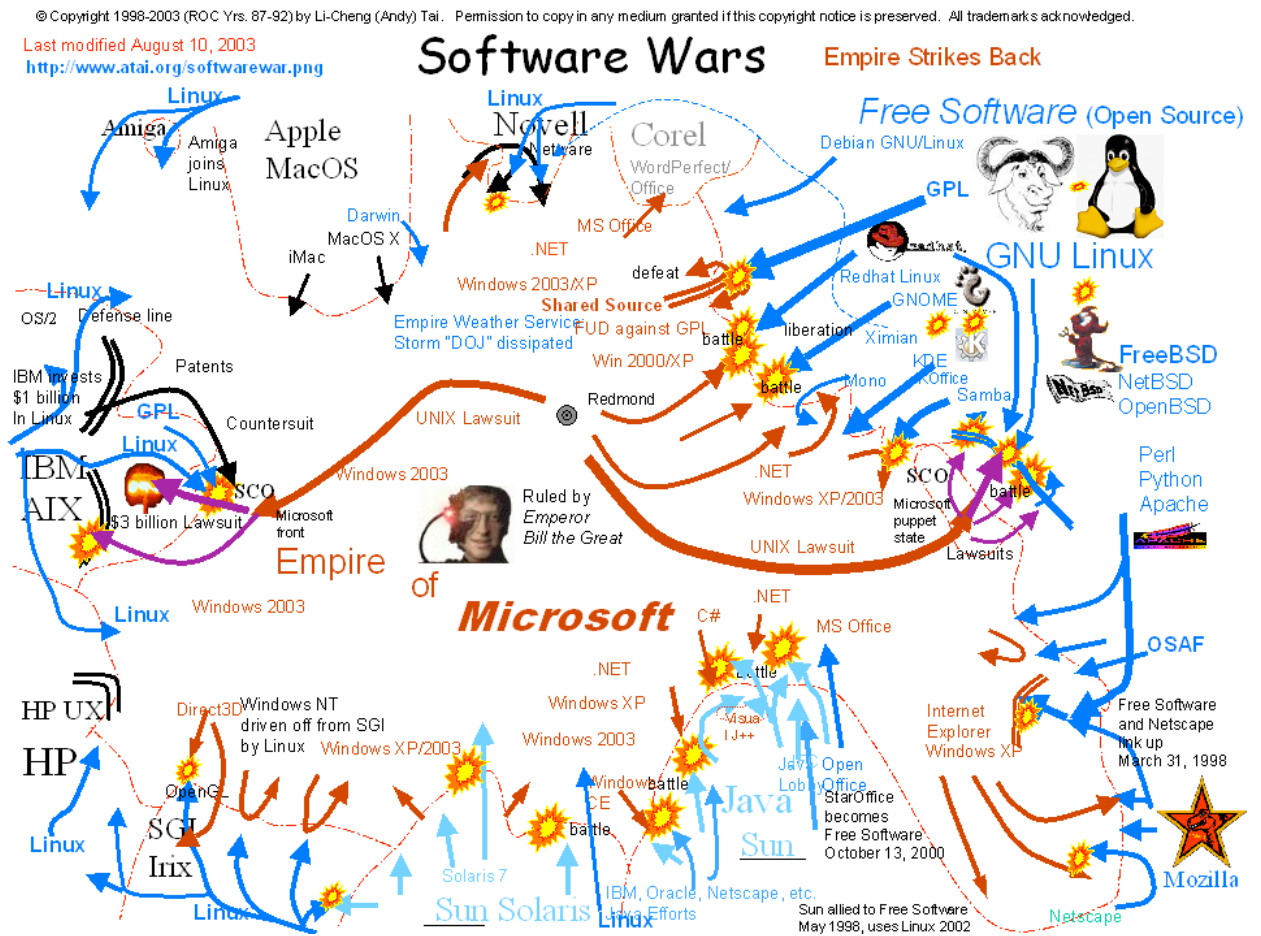 © Copyright 1998-2003 (ROC Yrs. 87-92) by Li-Cheng (Andy) Tai. Permission to copy in any medium granted if this copyright notice is preserved. All trademarks acknowledged.
Last modified August 10, 2003
http://www.atai.org/softwarewar.png
Software Wars
Empire Strikes Back
Linux
Amiga
Amiga
joins
Linux
Apple
MacOS
Linux
Novell
Netware
Corel
WordPerfect/
Office
Free Software (Open Source)
Debian GNU/Linux
GPL
GNU Linux
redhat.
Redhat Linux
GNOME
Darwin
MacOS X
iMac
MS Office
.NET
Windows 2003/XP
defeat
Shared Source
FUD against GPL
Empire Weather Service:
Storm "DOJ" dissipated
Win 2000/XP
battle
liberation
battle
Ximian
KDE
KOffice
Mono
Samba
FreeBSD
NetBSD
OpenBSD
NetBSD
Linux
OS/2
Defense line
Patents
IBM invests
$1 billion
In Linux
GPL
Countersuit
Linux
IBM
AIX
SCO
$3 billion Lawsuit
Microsoft
front
UNIX Lawsuit
Redmond
Windows 2003
Ruled by
Emperor
Bill the Great
Empire
of
Microsoft
.NET
Windows XP/2003
SCO
Microsoft
puppet
state
battle
Lawsuits
UNIX Lawsuit
Perl
Python
Apache
APACHE
Windows 2003
Linux
.NET
C#
MS Office
battle
OSAF
.NET
Windows XP
Windows 2003
Visua
l J++
HP UX
HP
Direct3D
Windows NT
driven off from SGI
by Linux
Windows XP/2003
OpenGL
SGI
Irix
Linux
Linux
Solaris 7
Sun Solaris
battle
Windows
CE
battle
Java
Sun
Java
Lobby
Open
Office
StarOffice
becomes
Free Software
October 13, 2000
IBM, Oracle, Netscape, etc.
Java Efforts
Linux
Sun allied to Free Software
May 1998, uses Linux 2002
Internet
Explorer
Windows XP
Free Software
and Netscape
link up
March 31, 1998
Mozilla
Netscape